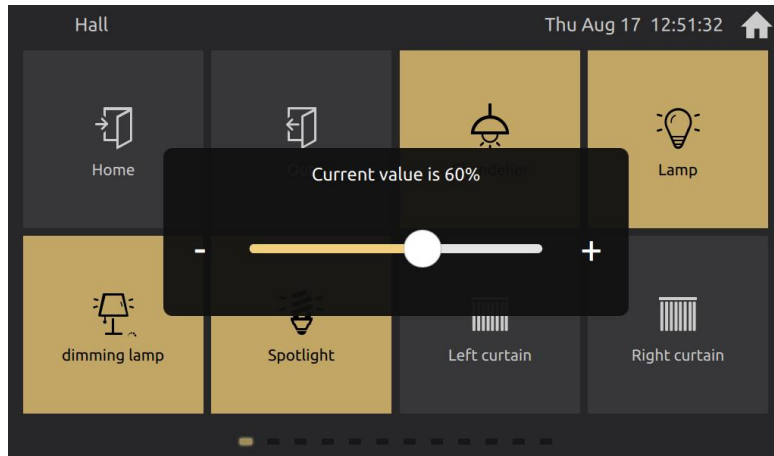 Hall
Thu Aug 17 12:51:32
Home
Lamp
Current value is 60%
- +
dimming lamp
Spotlight
Left curtain
Right curtain